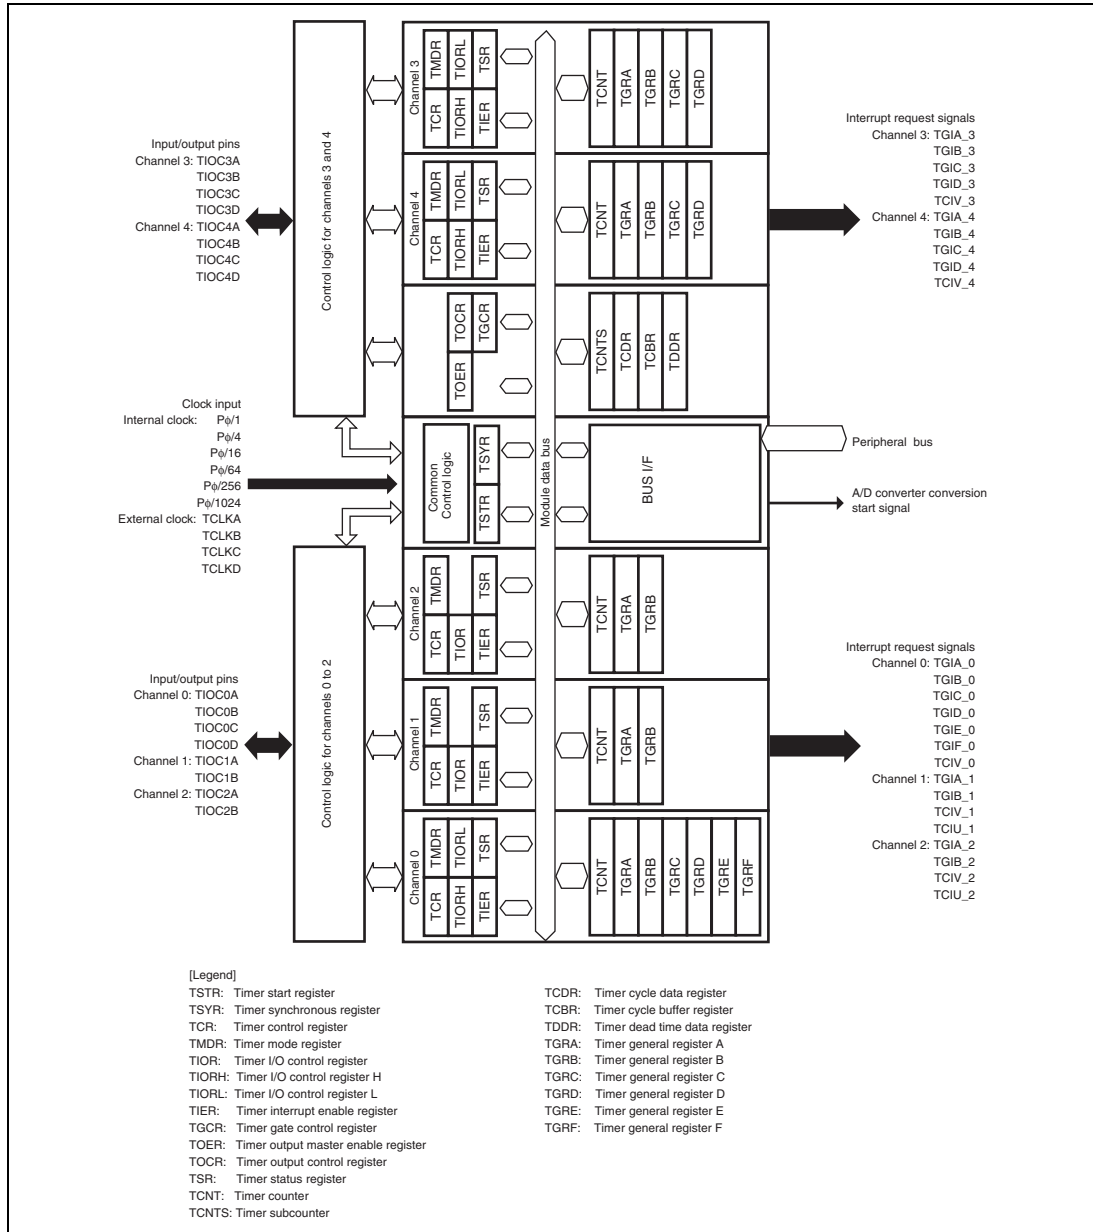 Input/output pins
Channel 3: TIOC3A
TIOC3B
TIOC3C
TIOC3D
Channel 4: TIOC4A
TIOC4B
TIOC4C
TIOC4D
Clock input
Internal clock: Pϕ/1
Pϕ/4
Pϕ/16
Pϕ/64
Pϕ/256
Pϕ/1024
External clock: TCLKA
TCLKB
TCLKC
TCLKD
Input/output pins
Channel 0: TIOC0A
TIOC0B
TIOC0C
TIOC0D
Channel 1: TIOC1A
TIOC1B
Channel 2: TIOC2A
TIOC2B
Control logic for channels 3 and 4
Control logic for channels 0 to 2
Channel 3
TCR
TMDR
TIORH
TIORL
TIER
TSR
TCNT
TGRA
TGRB
TGRC
TGRD
Channel 4
TCR
TMDR
TIORH
TIORL
TIER
TSR
TCNT
TGRA
TGRB
TGRC
TGRD
TOER
TOCR
TGCR
TCNTS
TCDR
TCBR
TDDR
Common
Control logic
TSTR
TSYR
Module data bus
BUS I/F
Channel 2
TCR
TMDR
TIOR
TIER
TSR
TCNT
TGRA
TGRB
Channel 1
TCR
TMDR
TIOR
TIER
TSR
TCNT
TGRA
TGRB
Channel 0
TCR
TMDR
TIORH
TIORL
TIER
TSR
TCNT
TGRA
TGRB
TGRC
TGRD
TGRE
TGRF
Interrupt request signals
Channel 3: TGIA_3
TGIB_3
TGIC_3
TGID_3
TCIV_3
Channel 4: TGIA_4
TGIB_4
TGIC_4
TGID_4
TCIV_4
Peripheral bus
A/D converter conversion
start signal
Interrupt request signals
Channel 0: TGIA_0
TGIB_0
TGIC_0
TGID_0
TGIE_0
TGIF_0
TCIV_0
Channel 1: TGIA_1
TGIB_1
TCIV_1
TCIU_1
Channel 2: TGIA_2
TGIB_2
TCIV_2
TCIU_2
[Legend]
TSTR: Timer start register
TSYR: Timer synchronous register
TCR: Timer control register
TMDR: Timer mode register
TIOR: Timer I/O control register
TIORH: Timer I/O control register H
TIORL: Timer I/O control register L
TIER: Timer interrupt enable register
TGCR: Timer gate control register
TOER: Timer output master enable register
TOCR: Timer output control register
TSR: Timer status register
TCNT: Timer counter
TCNTS: Timer subcounter
TCDR: Timer cycle data register
TCBR: Timer cycle buffer register
TDDR: Timer dead time data register
TGRA: Timer general register A
TGRB: Timer general register B
TGRC: Timer general register C
TGRD: Timer general register D
TGRE: Timer general register E
TGRF: Timer general register F